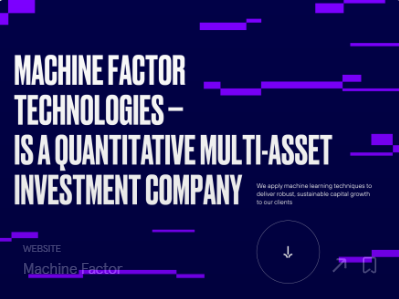 MACHINE FACTOR
TECHNOLOGIES –
IS A QUANTITATIVE MULTI-ASSET
INVESTMENT COMPANY
We apply machine learning techniques to
deliver robust, sustainable capital growth
to our clients
WEBSITE
Machine Factor